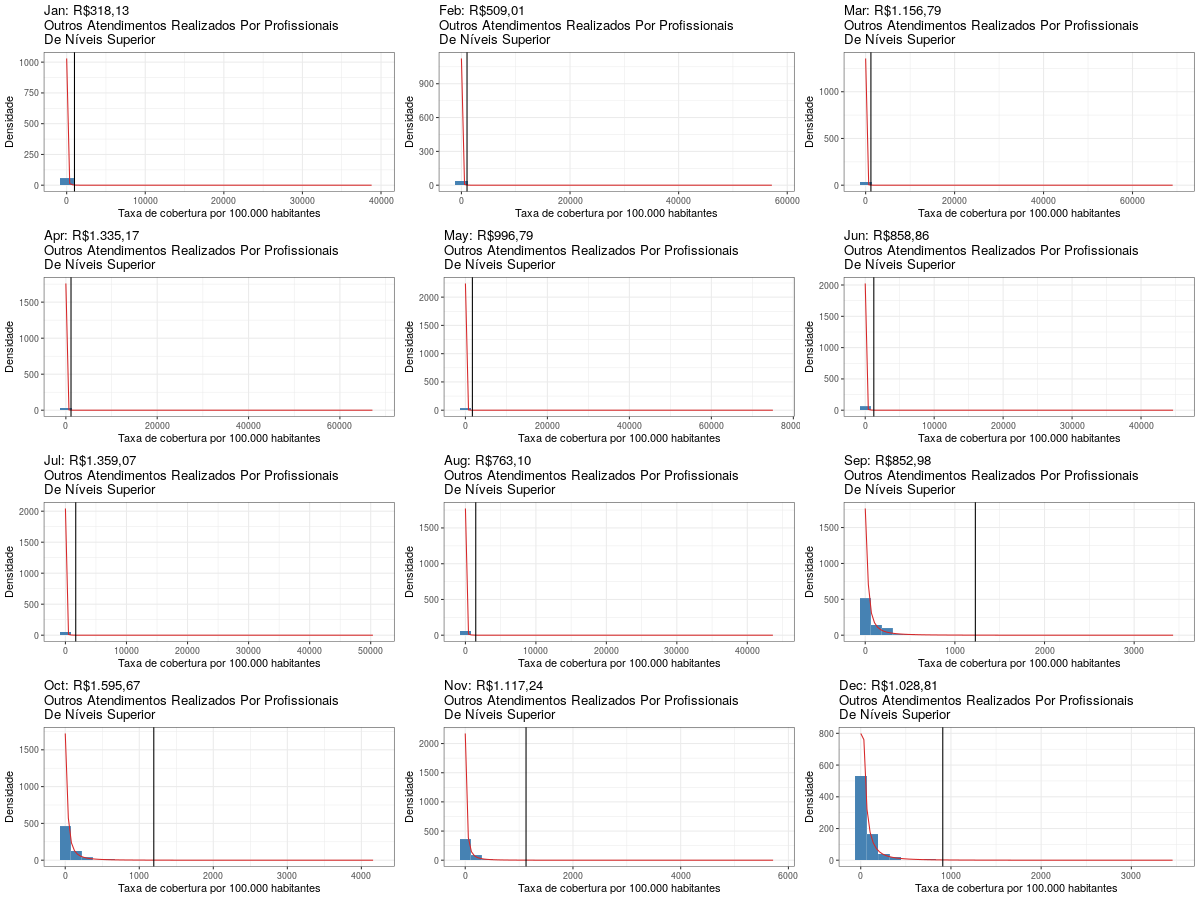 Jan: R$318,13
Outros Atendimentos Realizados Por Profissionais
De Níveis Superior
Densidade
1000
750
500
250
0
0 10000 20000 30000 40000
Taxa de cobertura por 100.000 habitantes
Feb: R$509,01
Outros Atendimentos Realizados Por Profissionais
De Níveis Superior
Densidade
900
600
300
0
0 20000 40000 60000
Taxa de cobertura por 100.000 habitantes
Mar: R$1.156,79
Outros Atendimentos Realizados Por Profissionais
De Níveis Superior
Densidade
1000
500
0
0 20000 40000 60000
Taxa de cobertura por 100.000 habitantes
Apr: R$1.335,17
Outros Atendimentos Realizados Por Profissionais
De Níveis Superior
Densidade
1500
1000
500
0
0 20000 40000 60000
Taxa de cobertura por 100.000 habitantes
May: R$996,79
Outros Atendimentos Realizados Por Profissionais
De Níveis Superior
Densidade
2000
1500
1000
500
0
0 20000 40000 60000 80000
Taxa de cobertura por 100.000 habitantes
Jun: R$858,86
Outros Atendimentos Realizados Por Profissionais
De Níveis Superior
Densidade
2000
1500
1000
500
0
0 10000 20000 30000 40000
Taxa de cobertura por 100.000 habitantes
Jul: R$1.359,07
Outros Atendimentos Realizados Por Profissionais
De Níveis Superior
Densidade
2000
1500
1000
500
0
0 10000 20000 30000 40000 50000
Taxa de cobertura por 100.000 habitantes
Aug: R$763,10
Outros Atendimentos Realizados Por Profissionais
De Níveis Superior
Densidade
1500
1000
500
0
0 10000 20000 30000 40000
Taxa de cobertura por 100.000 habitantes
Sep: R$852,98
Outros Atendimentos Realizados Por Profissionais
De Níveis Superior
Densidade
1500
1000
500
0
0 1000 2000 3000
Taxa de cobertura por 100.000 habitantes
Oct: R$1.595,67
Outros Atendimentos Realizados Por Profissionais
De Níveis Superior
Densidade
1500
1000
500
0
0 1000 2000 3000 4000
Taxa de cobertura por 100.000 habitantes
Nov: R$1.117,24
Outros Atendimentos Realizados Por Profissionais
De Níveis Superior
Densidade
2000
1500
1000
500
0
0 2000 4000 6000
Taxa de cobertura por 100.000 habitantes
Dec: R$1.028,81
Outros Atendimentos Realizados Por Profissionais
De Níveis Superior
Densidade
800
600
400
200
0
0 1000 2000 3000
Taxa de cobertura por 100.000 habitantes